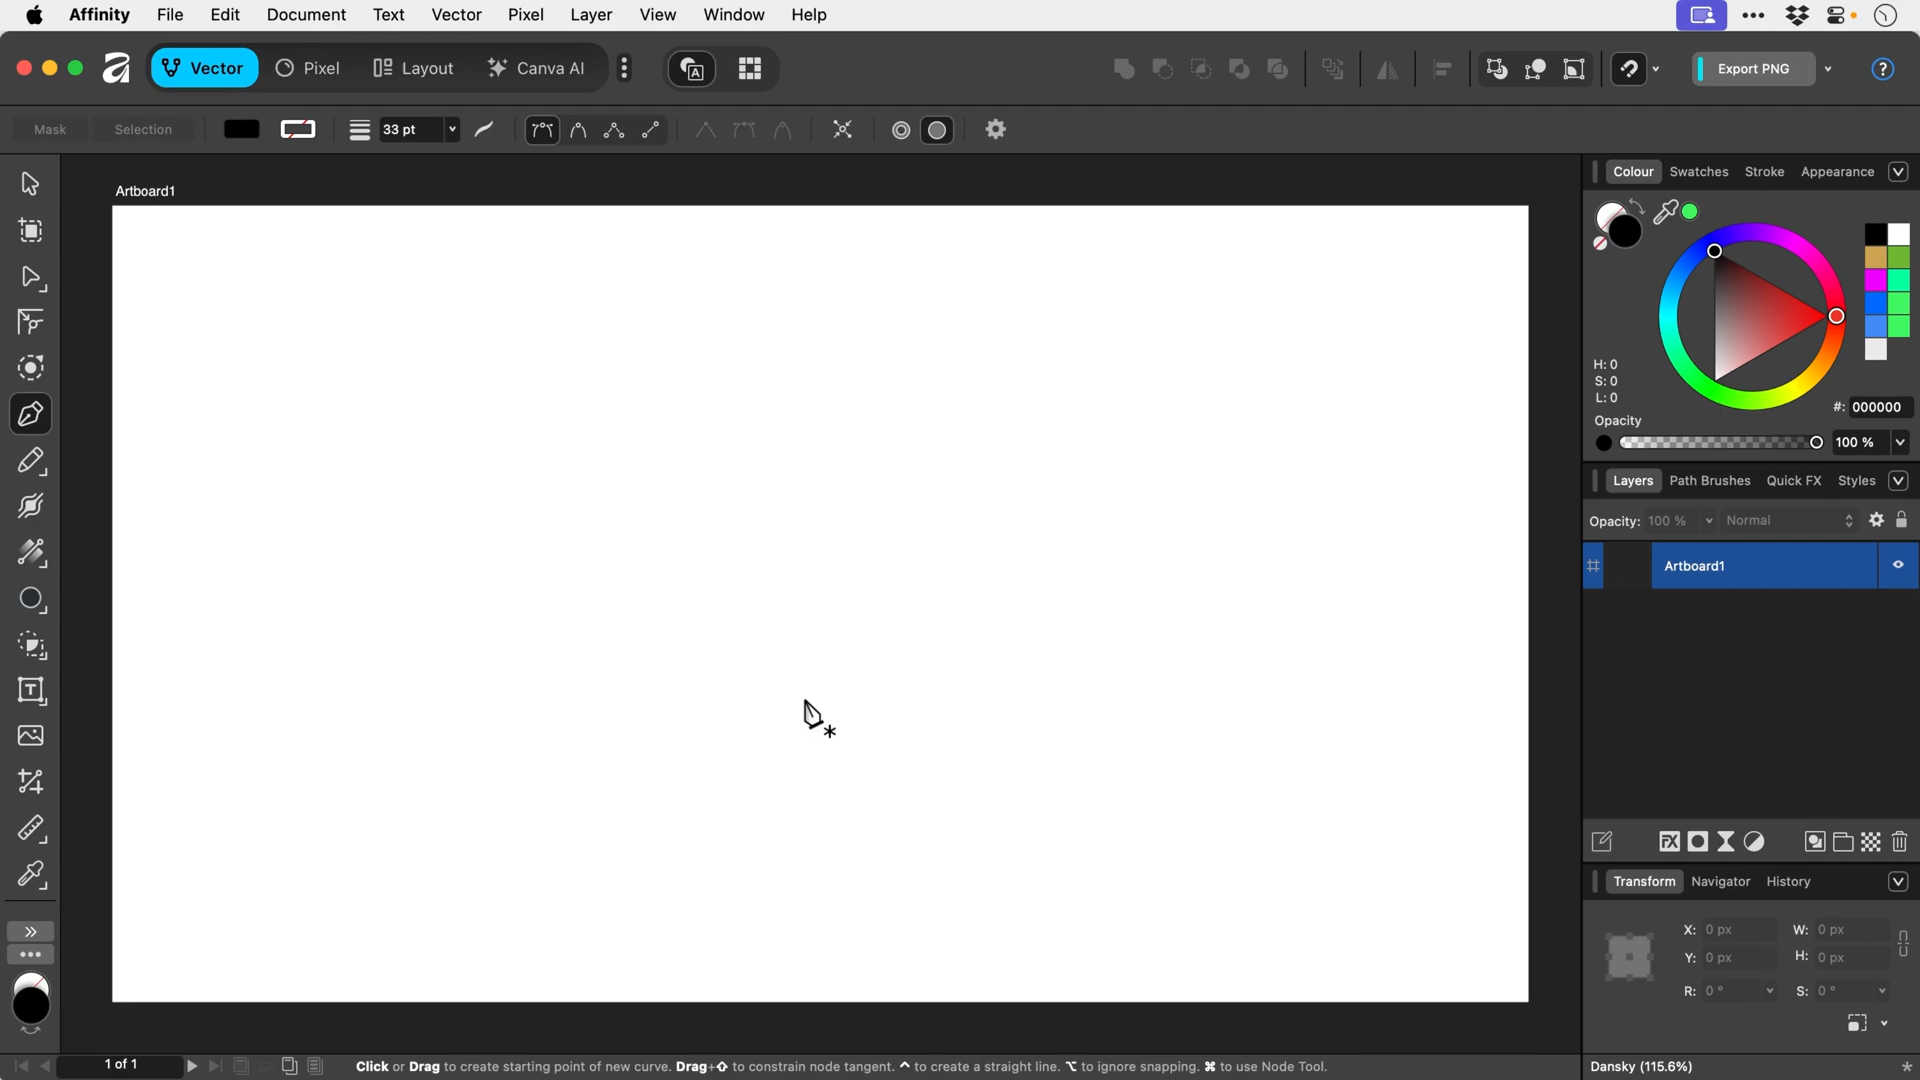 Affinity File Edit Document Text Vector Pixel Layer View Window Help
Vector Pixel Layout Canva AI Export PNG
Mask Selection 33 pt
Artboard1
Colour Swatches Stroke Appearance
H: 0
S: 0
L: 0
#: 000000
Opacity
100 %
Layers Path Brushes Quick FX Styles
Opacity: 100 % Normal
Artboard1
FX
Transform Navigator History
X: 0 px W: 0 px
Y: 0 px H: 0 px
R: 0 ° S: 0 °
1 of 1 Click or Drag to create starting point of new curve. Drag+⇧ to constrain node tangent. ^ to create a straight line. ⌥ to ignore snapping. ⌘ to use Node Tool. Dansky (115.6%) *